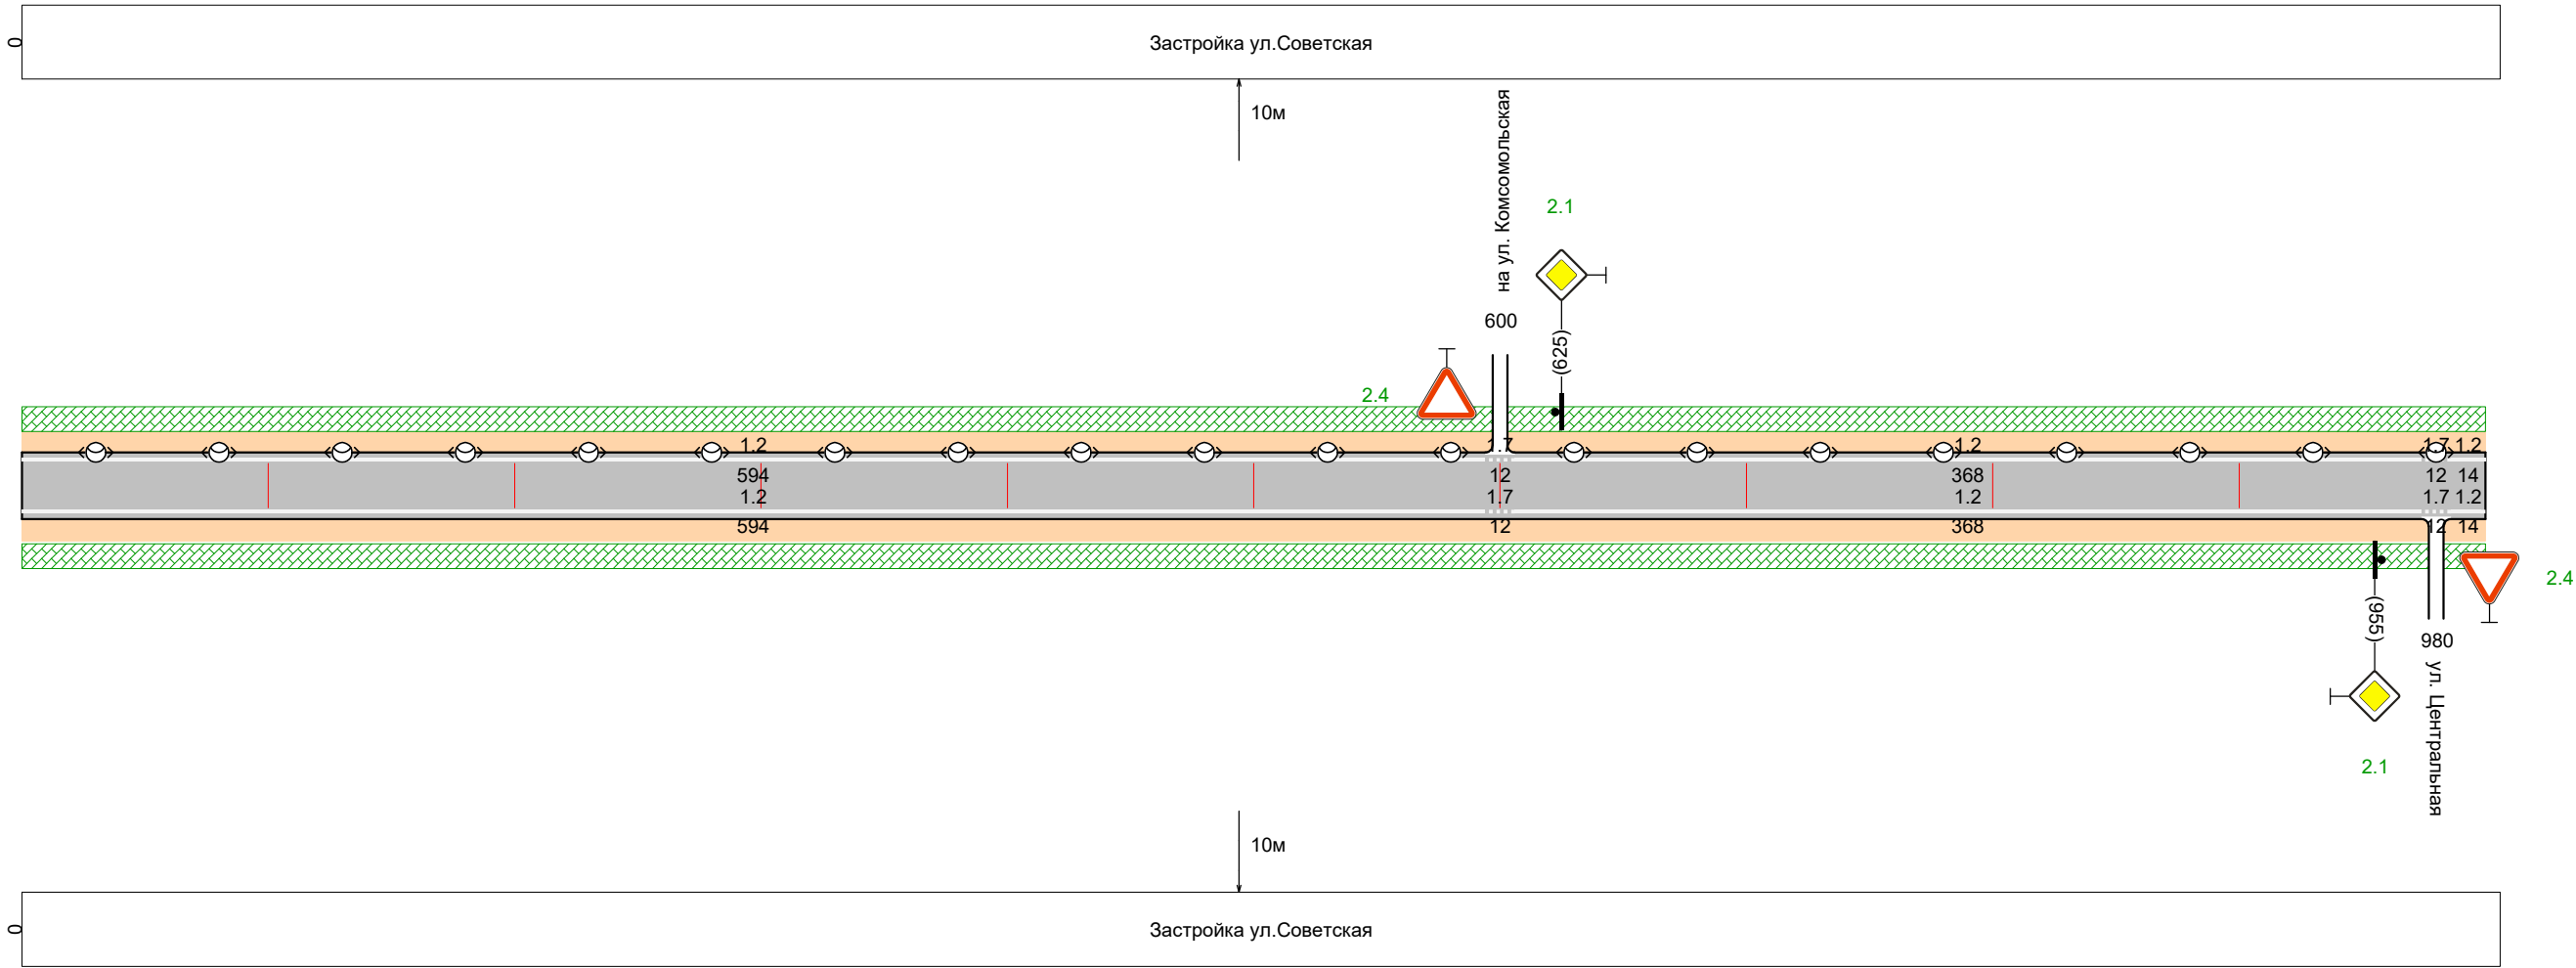 0
Застройка ул.Советская
10м
на ул. Комсомольская
2.1
600
(625)
2.4
1.2 1.7 1.2 1.7 1.2
594 12 368 12 14
1.2 1.7 1.2 1.7 1.2
594 12 368 12 14
2.4
(955)
980
ул. Центральная
2.1
10м
0
Застройка ул.Советская